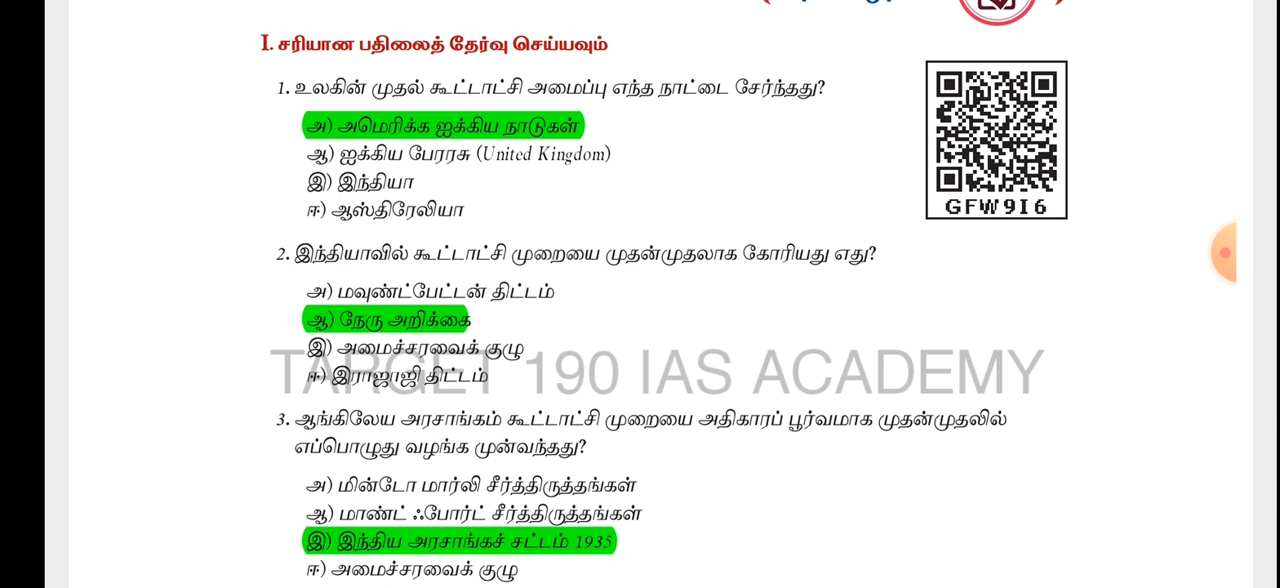 I. சரியான பதிலைத் தேர்வு செய்யவும்
1. உலகின் முதல் கூட்டாட்சி அமைப்பு எந்த நாட்டை சேர்ந்தது?
அ) அமெரிக்க ஐக்கிய நாடுகள்
ஆ) ஐக்கிய பேரரசு (United Kingdom)
இ) இந்தியா
ஈ) ஆஸ்திரேலியா
GFW9I6
2. இந்தியாவில் கூட்டாட்சி முறையை முதன்முதலாக கோரியது எது?
அ) மவுண்ட்பேட்டன் திட்டம்
ஆ) நேரு அறிக்கை
இ) அமைச்சரவைக் குழு
TARGET 190 IAS ACADEMY
ஈ) இராஜாஜி திட்டம்
3. ஆங்கிலேய அரசாங்கம் கூட்டாட்சி முறையை அதிகாரப் பூர்வமாக முதன்முதலில்
எப்பொழுது வழங்க முன்வந்தது?
அ) மின்டோ மார்லி சீர்த்திருத்தங்கள்
ஆ) மாண்ட் ஃபோர்ட் சீர்த்திருத்தங்கள்
இ) இந்திய அரசாங்கச் சட்டம் 1935
ஈ) அமைச்சரவைக் குழு